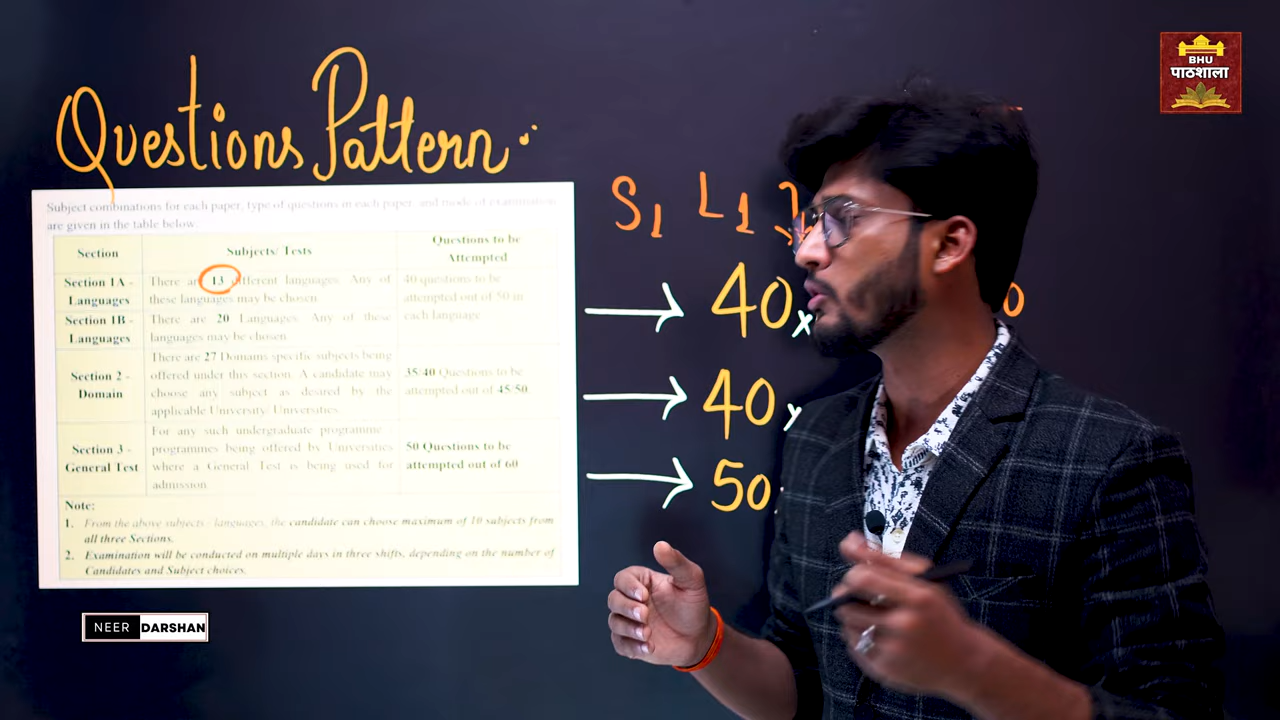 BHU
पाठशाला
Questions Pattern
Subject combinations for each paper, type of questions in each paper, and mode of examination
are given in the table below.
Section
Subjects/ Tests
Questions to be
Attempted
Section 1A -
Languages
There are 13 different languages. Any of
these languages may be chosen
40 questions to be
attempted out of 50 in
each language
Section 1B -
Languages
There are 20 Languages. Any of these
languages may be chosen
Section 2 -
Domain
There are 27 Domains specific subjects being
offered under this section. A candidate may
choose any subject as desired by the
applicable University/ Universities.
35/40 Questions to be
attempted out of 45/50
Section 3 -
General Test
For any such undergraduate programme -
programmes being offered by Universities
where a General Test is being used for
admission
50 Questions to be
attempted out of 60
Note:
1. From the above subjects - languages, the candidate can choose maximum of 10 subjects from
all three Sections.
2. Examination will be conducted on multiple days in three shifts, depending on the number of
Candidates and Subject choices.
S1 L1
40 x
40 x
50
NEER DARSHAN